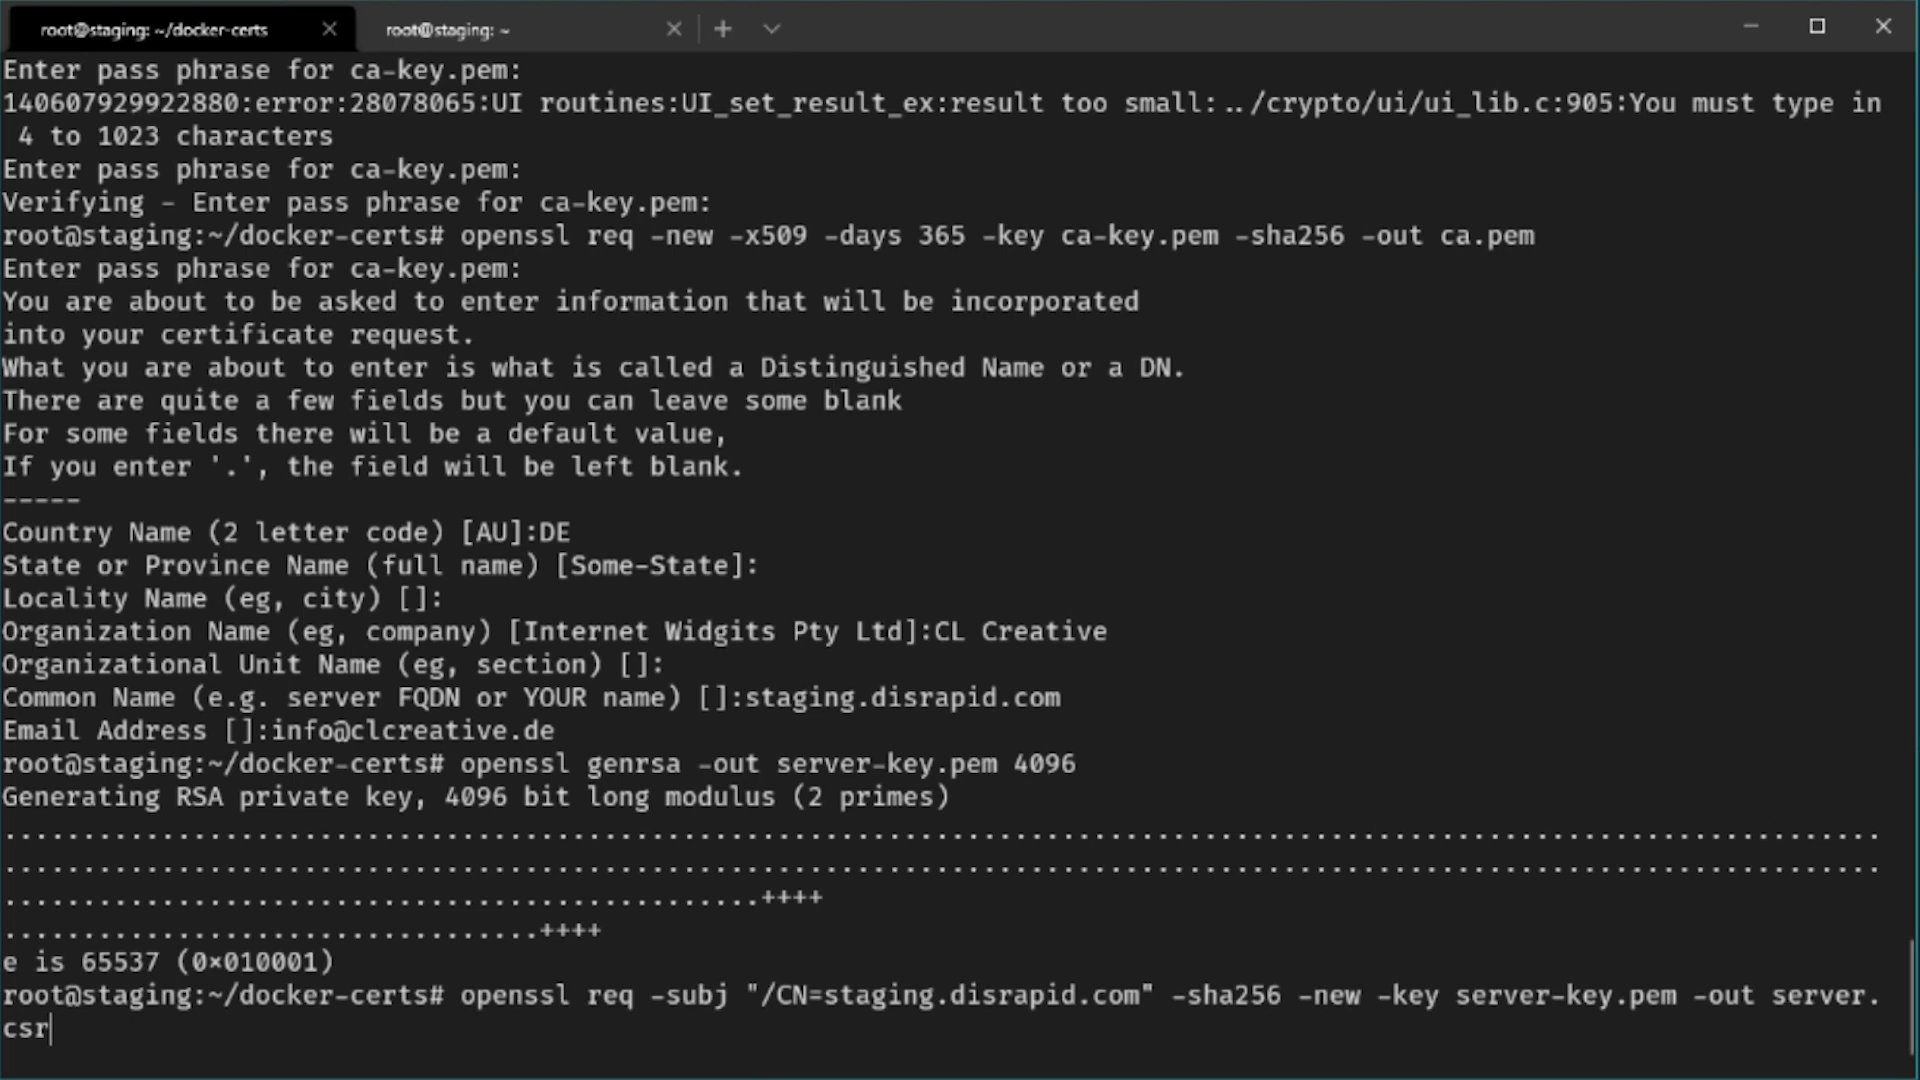 root@staging: ~/docker-certs
root@staging: ~
Enter pass phrase for ca-key.pem:
140607929922880:error:28078065:UI routines:UI_set_result_ex:result too small:../crypto/ui/ui_lib.c:905:You must type in
4 to 1023 characters
Enter pass phrase for ca-key.pem:
Verifying - Enter pass phrase for ca-key.pem:
root@staging:~/docker-certs# openssl req -new -x509 -days 365 -key ca-key.pem -sha256 -out ca.pem
Enter pass phrase for ca-key.pem:
You are about to be asked to enter information that will be incorporated
into your certificate request.
What you are about to enter is what is called a Distinguished Name or a DN.
There are quite a few fields but you can leave some blank
For some fields there will be a default value,
If you enter '.', the field will be left blank.
-----
Country Name (2 letter code) [AU]:DE
State or Province Name (full name) [Some-State]:
Locality Name (eg, city) []:
Organization Name (eg, company) [Internet Widgits Pty Ltd]:CL Creative
Organizational Unit Name (eg, section) []:
Common Name (e.g. server FQDN or YOUR name) []:staging.disrapid.com
Email Address []:info@clcreative.de
root@staging:~/docker-certs# openssl genrsa -out server-key.pem 4096
Generating RSA private key, 4096 bit long modulus (2 primes)
.......................................................................................................................
.......................................................................................................................
................................................++++
..................................++++
e is 65537 (0x010001)
root@staging:~/docker-certs# openssl req -subj "/CN=staging.disrapid.com" -sha256 -new -key server-key.pem -out server.
csr